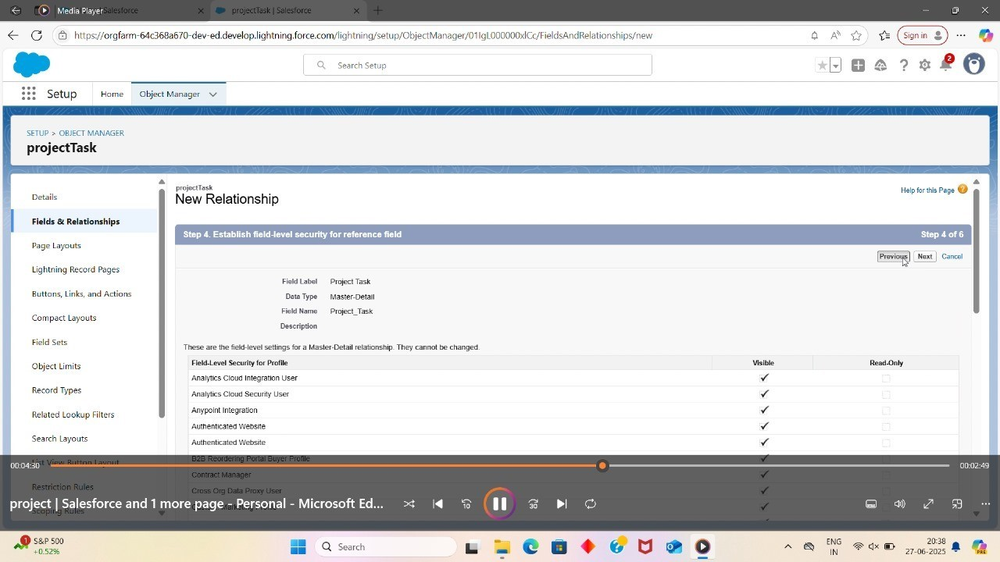 Media Player
Salesforce
projectTask | Salesforce
https://orgfarm-64c368a670-dev-ed.develop.lightning.force.com/lightning/setup/ObjectManager/01IgL000000xlCc/FieldsAndRelationships/new
Sign in
Search Setup
2
Setup
Home
Object Manager
SETUP > OBJECT MANAGER
projectTask
Details
Fields & Relationships
Page Layouts
Lightning Record Pages
Buttons, Links, and Actions
Compact Layouts
Field Sets
Object Limits
Record Types
Related Lookup Filters
Search Layouts
List View Button Layout
Restriction Rules
Scoping Rules
projectTask
New Relationship
Help for this Page
Step 4. Establish field-level security for reference field
Step 4 of 6
Previous
Next
Cancel
Field Label Project Task
Data Type Master-Detail
Field Name Project_Task
Description
These are the field-level settings for a Master-Detail relationship. They cannot be changed.
Field-Level Security for Profile Visible Read-Only
Analytics Cloud Integration User
Analytics Cloud Security User
Anypoint Integration
Authenticated Website
Authenticated Website
B2B Reordering Portal Buyer Profile
Contract Manager
Cross Org Data Proxy User
00:04:30
00:02:49
project | Salesforce and 1 more page - Personal - Microsoft Ed...
10
30
1
S&P 500
+0.52%
Search
ENG
IN
20:38
27-06-2025
PRE